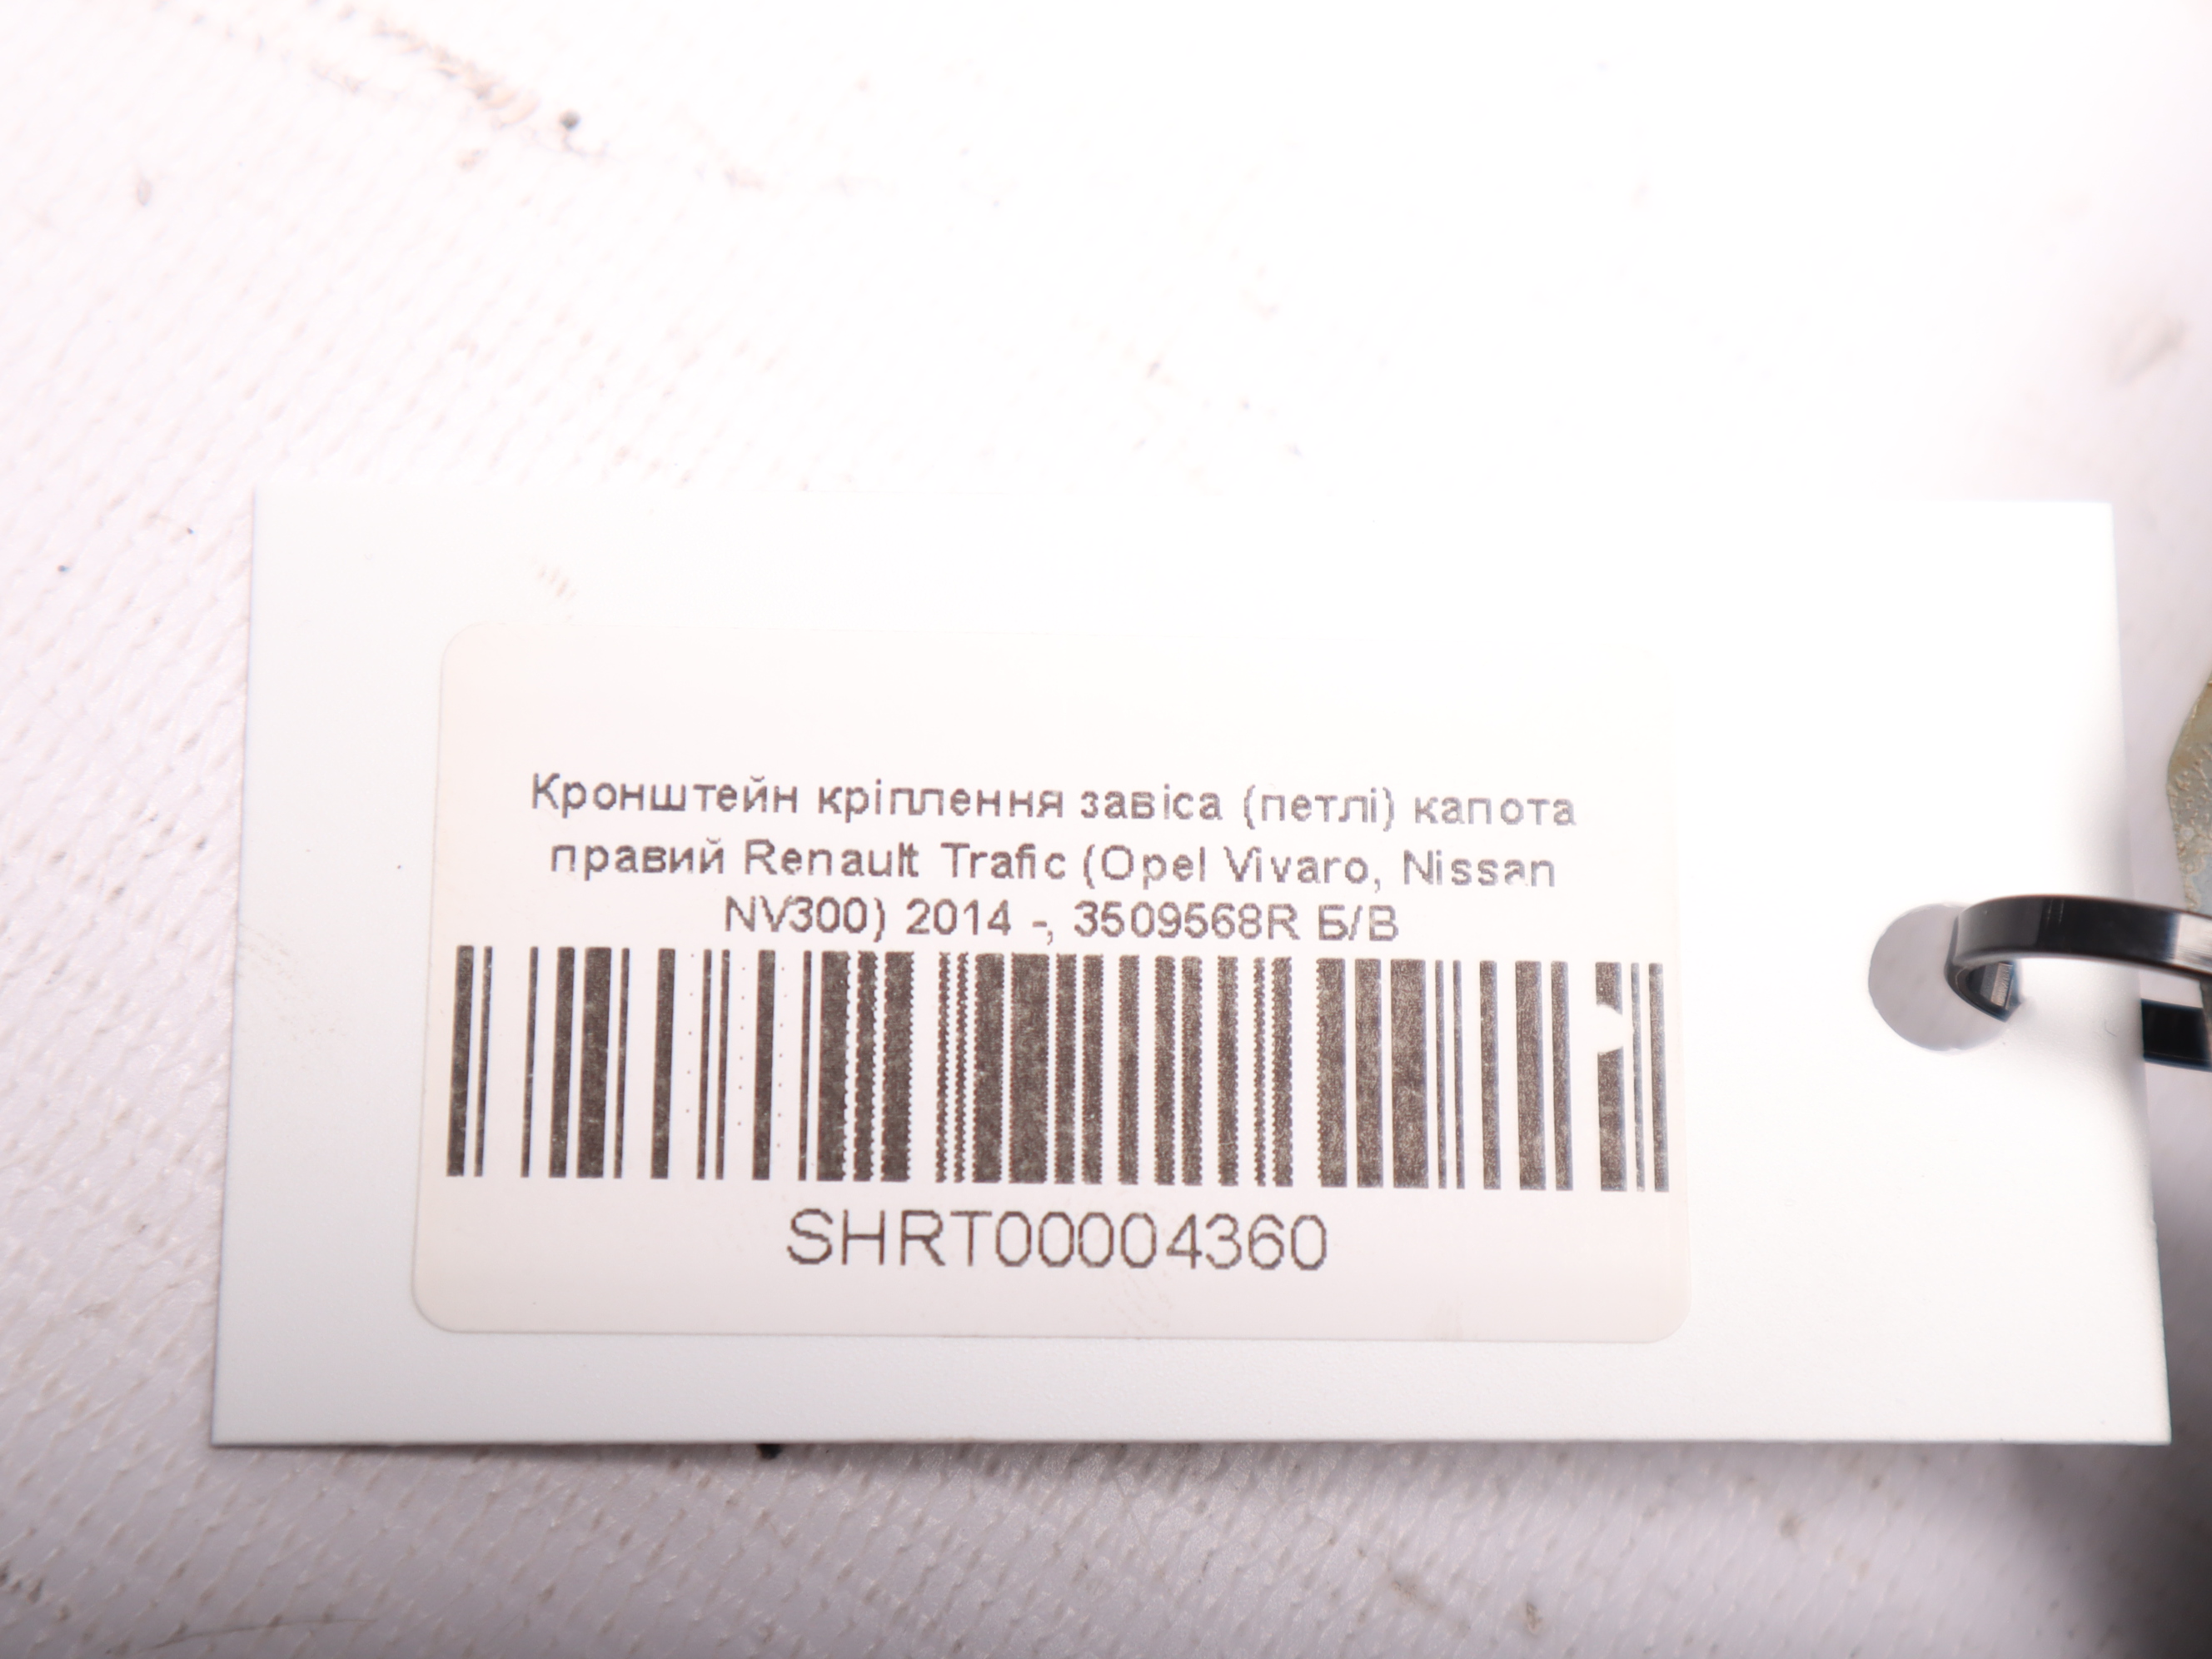 Кронштейн кріплення завіса (петлі) капота
правий Renault Trafic (Opel Vivaro, Nissan
NV300) 2014 -, 3509568R Б/В
SHRT00004360